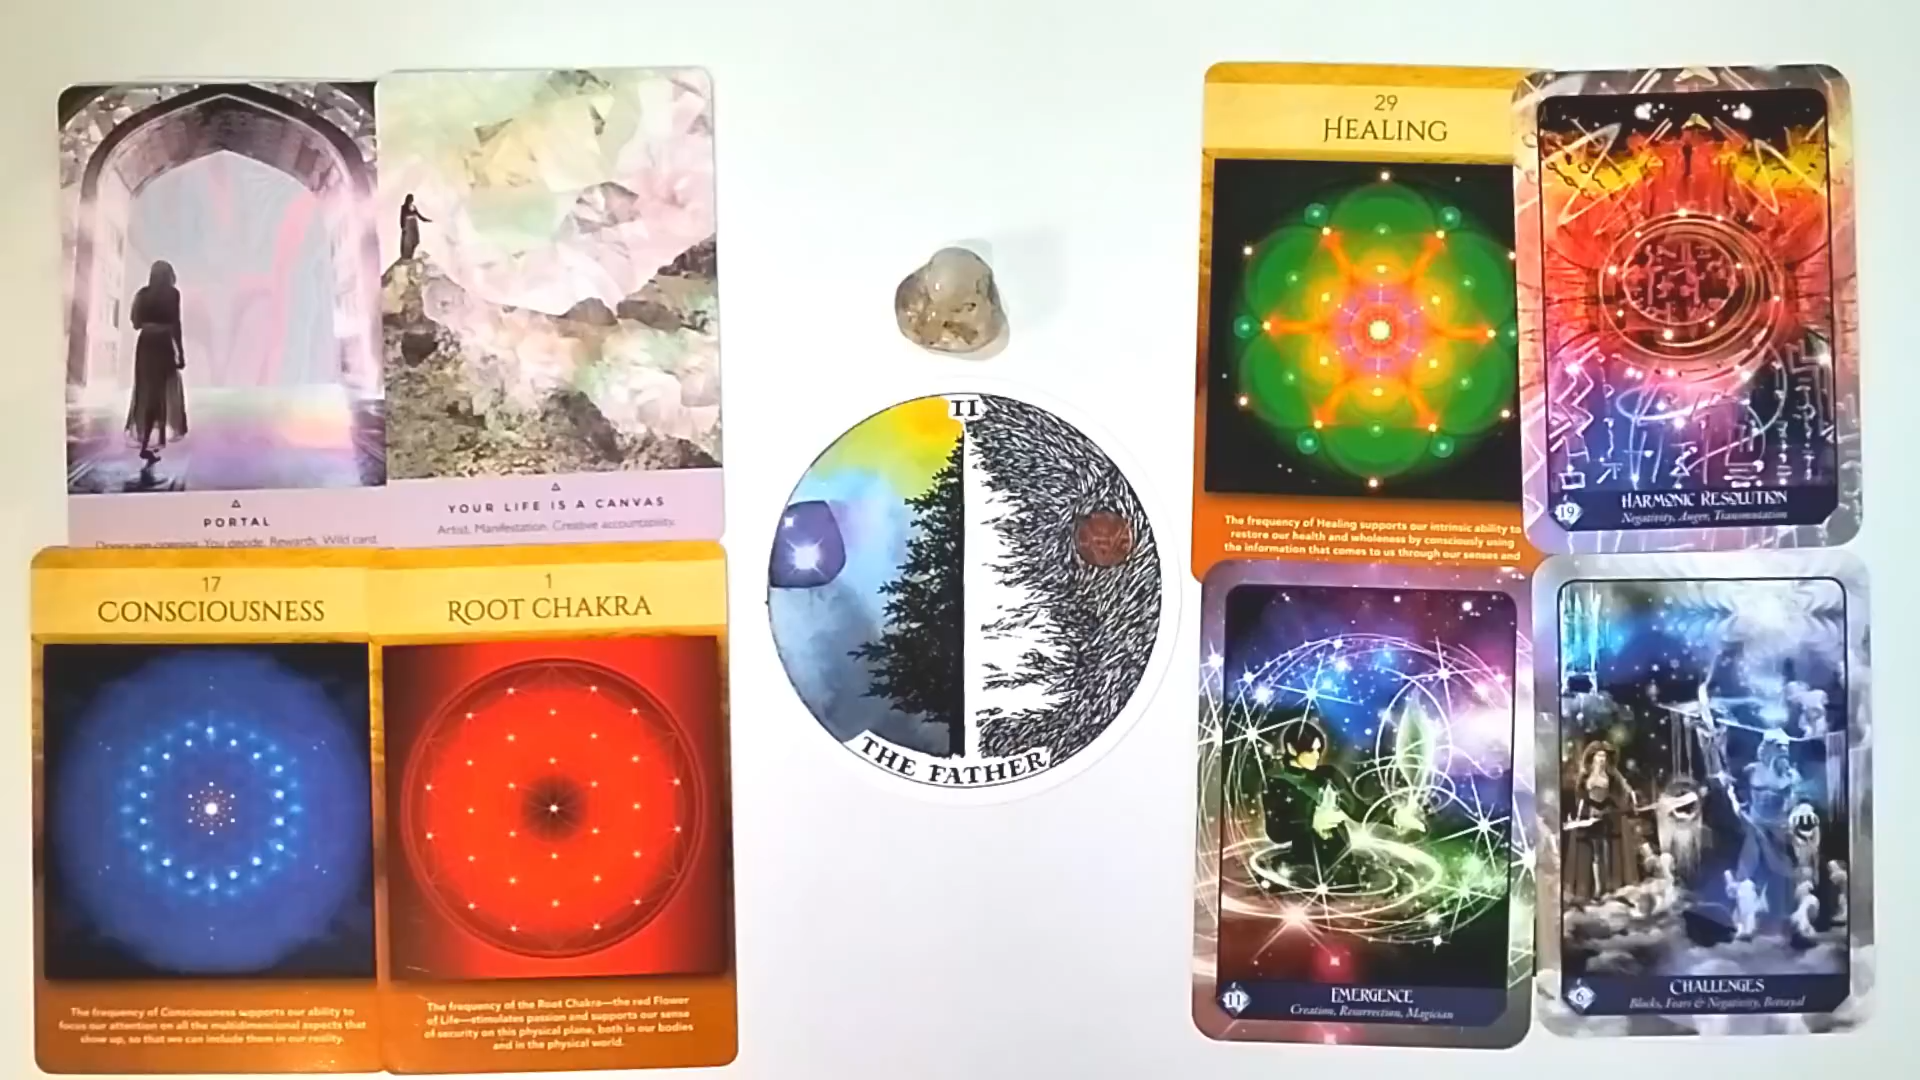 PORTAL
Doors are opening. You decide. Rewards. Wild card.
YOUR LIFE IS A CANVAS
Artist. Manifestation. Creative accountability.
17
CONSCIOUSNESS
The frequency of Consciousness supports our ability to
focus our attention on all the multidimensional aspects that
show up, so that we can include them in our reality.
1
ROOT CHAKRA
The frequency of the Root Chakra—the red Flower
of Life—stimulates passion and supports our sense
of security on this physical plane, both in our bodies
and in the physical world.
II
THE FATHER
29
HEALING
The frequency of Healing supports our intrinsic ability to
restore our health and wholeness by consciously using
the information that comes to us through our senses and
19
HARMONIC RESOLUTION
Negativity, Anger, Transmutation
11
EMERGENCE
Creation, Resurrection, Magician
6
CHALLENGES
Blocks, Fears & Negativity, Betrayal